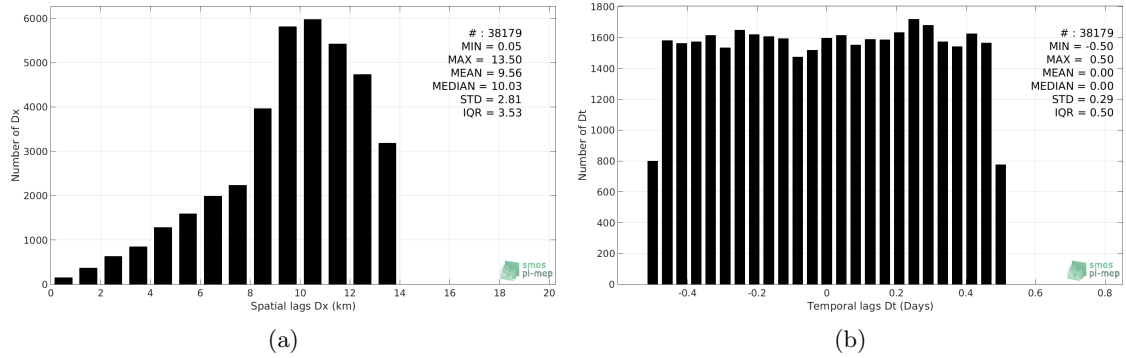 7000
6000
5000
4000
3000
2000
1000
0
Number of Dx
# : 38179
MIN = 0.05
MAX = 13.50
MEAN = 9.56
MEDIAN = 10.03
STD = 2.81
IQR = 3.53
smos
pi-mep
0 2 4 6 8 10 12 14 16 18 20
Spatial lags Dx (km)
(a)
1800
1600
1400
1200
1000
800
600
400
200
0
Number of Dt
# : 38179
MIN = -0.50
MAX = 0.50
MEAN = 0.00
MEDIAN = 0.00
STD = 0.29
IQR = 0.50
smos
pi-mep
-0.4 -0.2 0 0.2 0.4 0.6 0.8
Temporal lags Dt (Days)
(b)